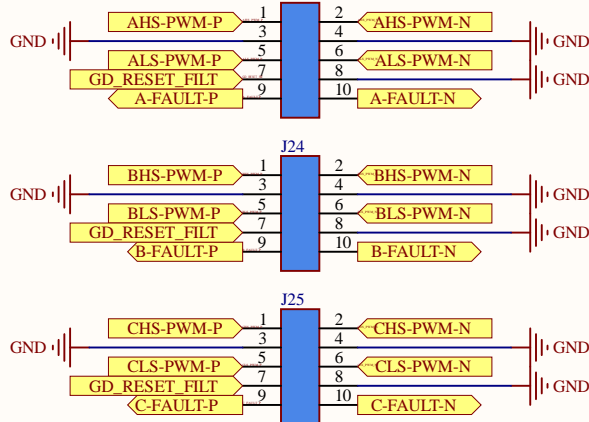 AHS-PWM-P 1 2 AHS-PWM-N
GND 3 4 GND
ALS-PWM-P 5 6 ALS-PWM-N
GD_RESET_FILT 7 8 GND
A-FAULT-P 9 10 A-FAULT-N
J24
BHS-PWM-P 1 2 BHS-PWM-N
GND 3 4 GND
BLS-PWM-P 5 6 BLS-PWM-N
GD_RESET_FILT 7 8 GND
B-FAULT-P 9 10 B-FAULT-N
J25
CHS-PWM-P 1 2 CHS-PWM-N
GND 3 4 GND
CLS-PWM-P 5 6 CLS-PWM-N
GD_RESET_FILT 7 8 GND
C-FAULT-P 9 10 C-FAULT-N